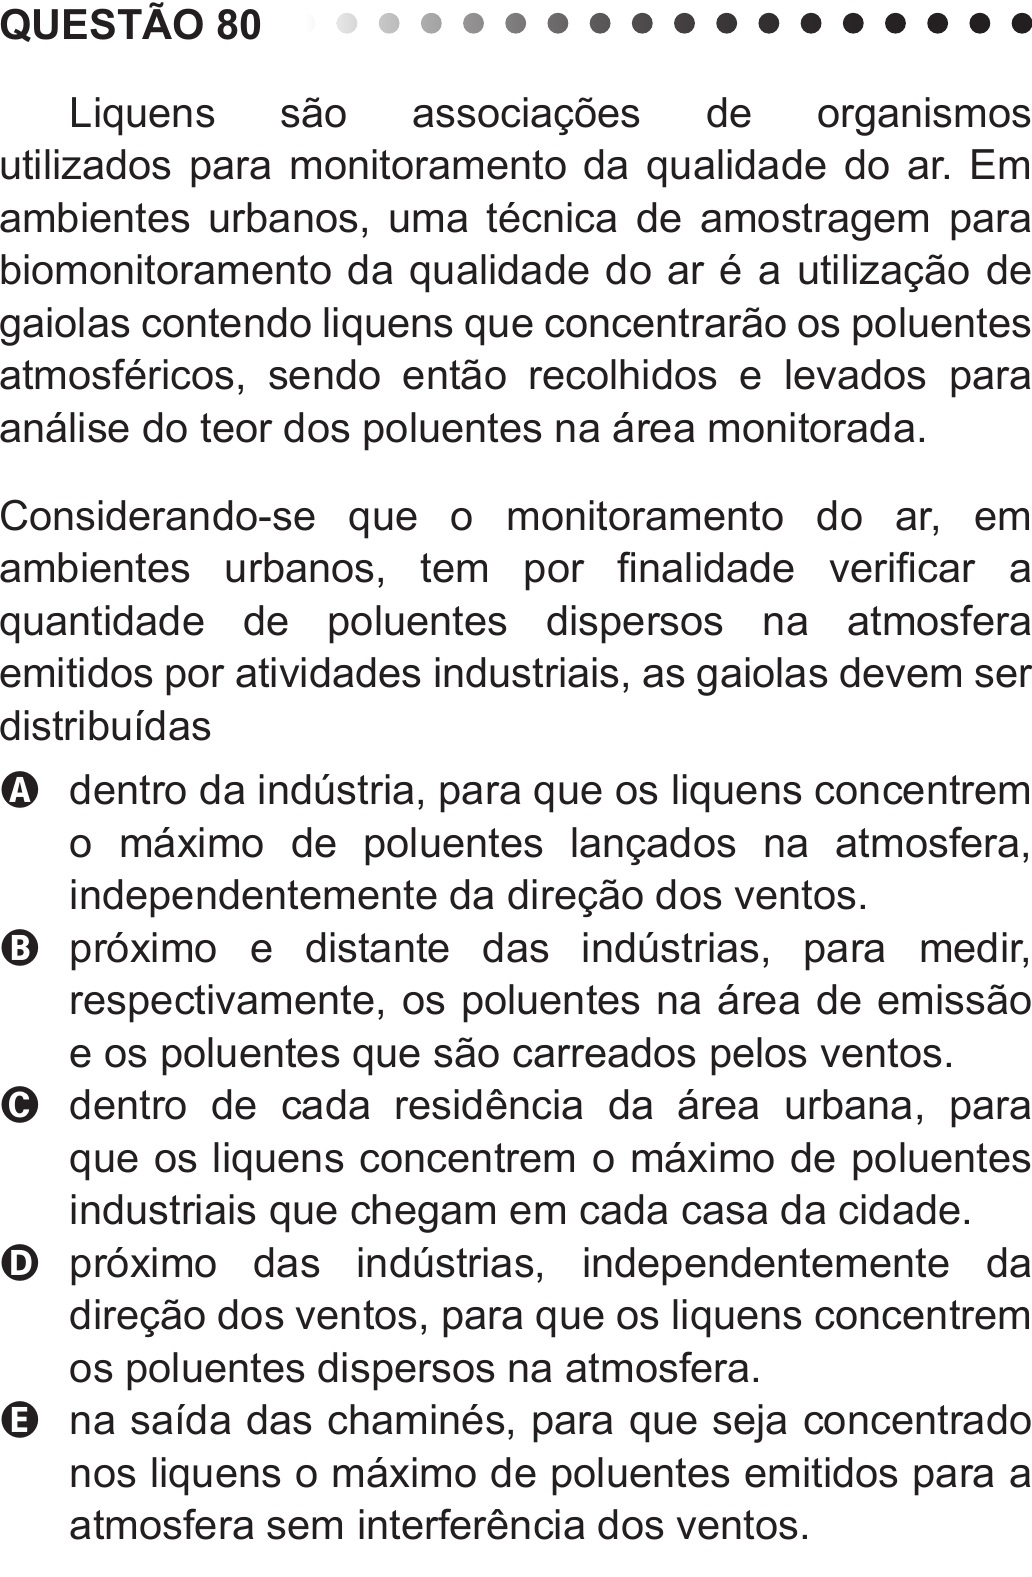 QUESTÃO 80
Liquens são associações de organismos
utilizados para monitoramento da qualidade do ar. Em
ambientes urbanos, uma técnica de amostragem para
biomonitoramento da qualidade do ar é a utilização de
gaiolas contendo liquens que concentrarão os poluentes
atmosféricos, sendo então recolhidos e levados para
análise do teor dos poluentes na área monitorada.
Considerando-se que o monitoramento do ar, em
ambientes urbanos, tem por finalidade verificar a
quantidade de poluentes dispersos na atmosfera
emitidos por atividades industriais, as gaiolas devem ser
distribuídas
A dentro da indústria, para que os liquens concentrem
o máximo de poluentes lançados na atmosfera,
independentemente da direção dos ventos.
B próximo e distante das indústrias, para medir,
respectivamente, os poluentes na área de emissão
e os poluentes que são carreados pelos ventos.
C dentro de cada residência da área urbana, para
que os liquens concentrem o máximo de poluentes
industriais que chegam em cada casa da cidade.
D próximo das indústrias, independentemente da
direção dos ventos, para que os liquens concentrem
os poluentes dispersos na atmosfera.
E na saída das chaminés, para que seja concentrado
nos liquens o máximo de poluentes emitidos para a
atmosfera sem interferência dos ventos.